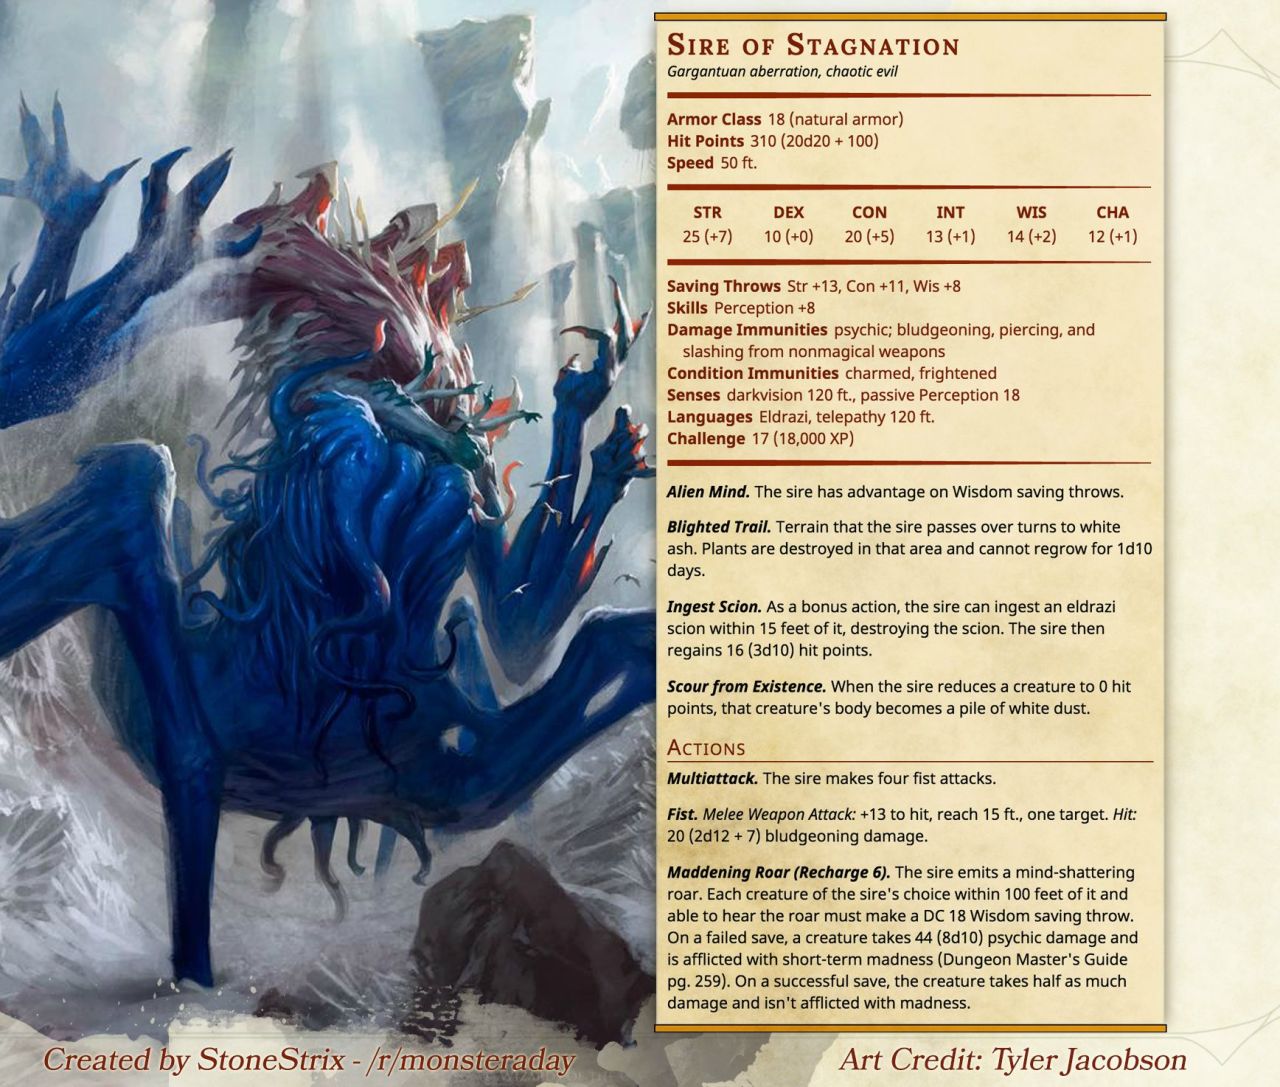 Sire of Stagnation
Gargantuan aberration, chaotic evil
Armor Class 18 (natural armor)
Hit Points 310 (20d20 + 100)
Speed 50 ft.
STR DEX CON INT WIS CHA
25 (+7) 10 (+0) 20 (+5) 13 (+1) 14 (+2) 12 (+1)
Saving Throws Str +13, Con +11, Wis +8
Skills Perception +8
Damage Immunities psychic; bludgeoning, piercing, and
slashing from nonmagical weapons
Condition Immunities charmed, frightened
Senses darkvision 120 ft., passive Perception 18
Languages Eldrazi, telepathy 120 ft.
Challenge 17 (18,000 XP)
Alien Mind. The sire has advantage on Wisdom saving throws.
Blighted Trail. Terrain that the sire passes over turns to white
ash. Plants are destroyed in that area and cannot regrow for 1d10
days.
Ingest Scion. As a bonus action, the sire can ingest an eldrazi
scion within 15 feet of it, destroying the scion. The sire then
regains 16 (3d10) hit points.
Scour from Existence. When the sire reduces a creature to 0 hit
points, that creature's body becomes a pile of white dust.
Actions
Multiattack. The sire makes four fist attacks.
Fist. Melee Weapon Attack: +13 to hit, reach 15 ft., one target. Hit:
20 (2d12 + 7) bludgeoning damage.
Maddening Roar (Recharge 6). The sire emits a mind-shattering
roar. Each creature of the sire's choice within 100 feet of it and
able to hear the roar must make a DC 18 Wisdom saving throw.
On a failed save, a creature takes 44 (8d10) psychic damage and
is afflicted with short-term madness (Dungeon Master's Guide
pg. 259). On a successful save, the creature takes half as much
damage and isn't afflicted with madness.
Created by StoneStrix - /r/monsteraday
Art Credit: Tyler Jacobson